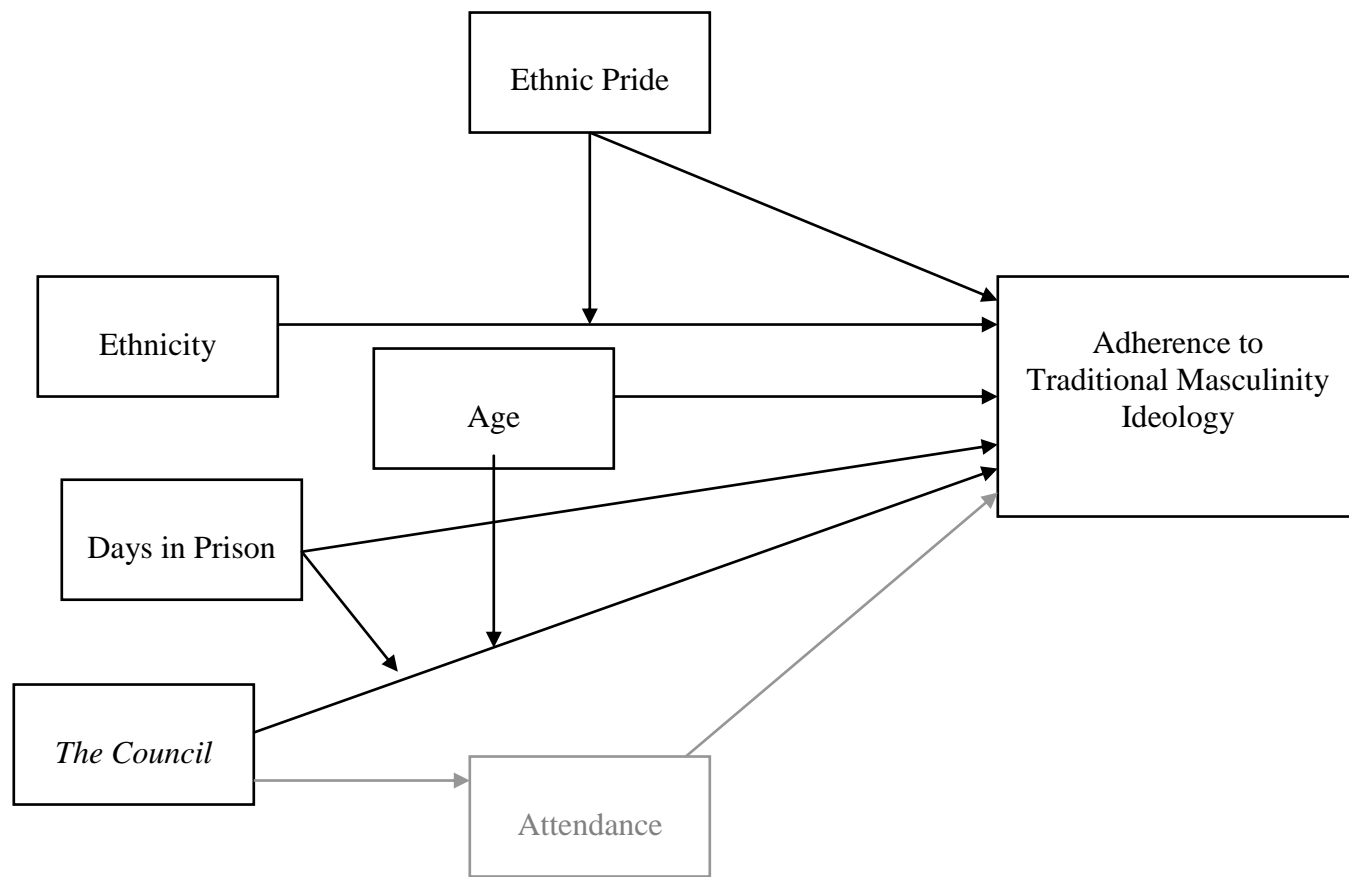 Ethnic Pride
Ethnicity
Adherence to
Traditional Masculinity
Ideology
Age
Days in Prison
The Council
Attendance